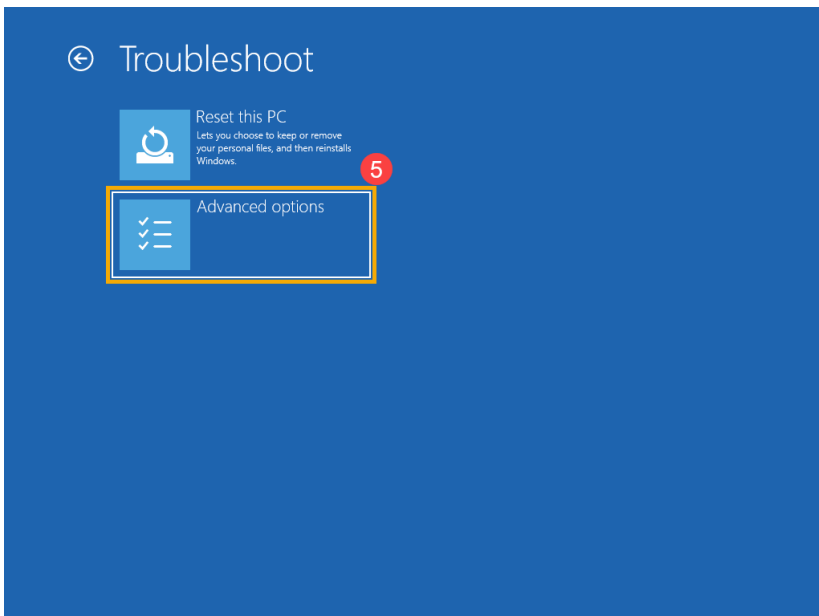 Troubleshoot
Reset this PC
Lets you choose to keep or remove
your personal files, and then reinstalls
Windows.
5
Advanced options